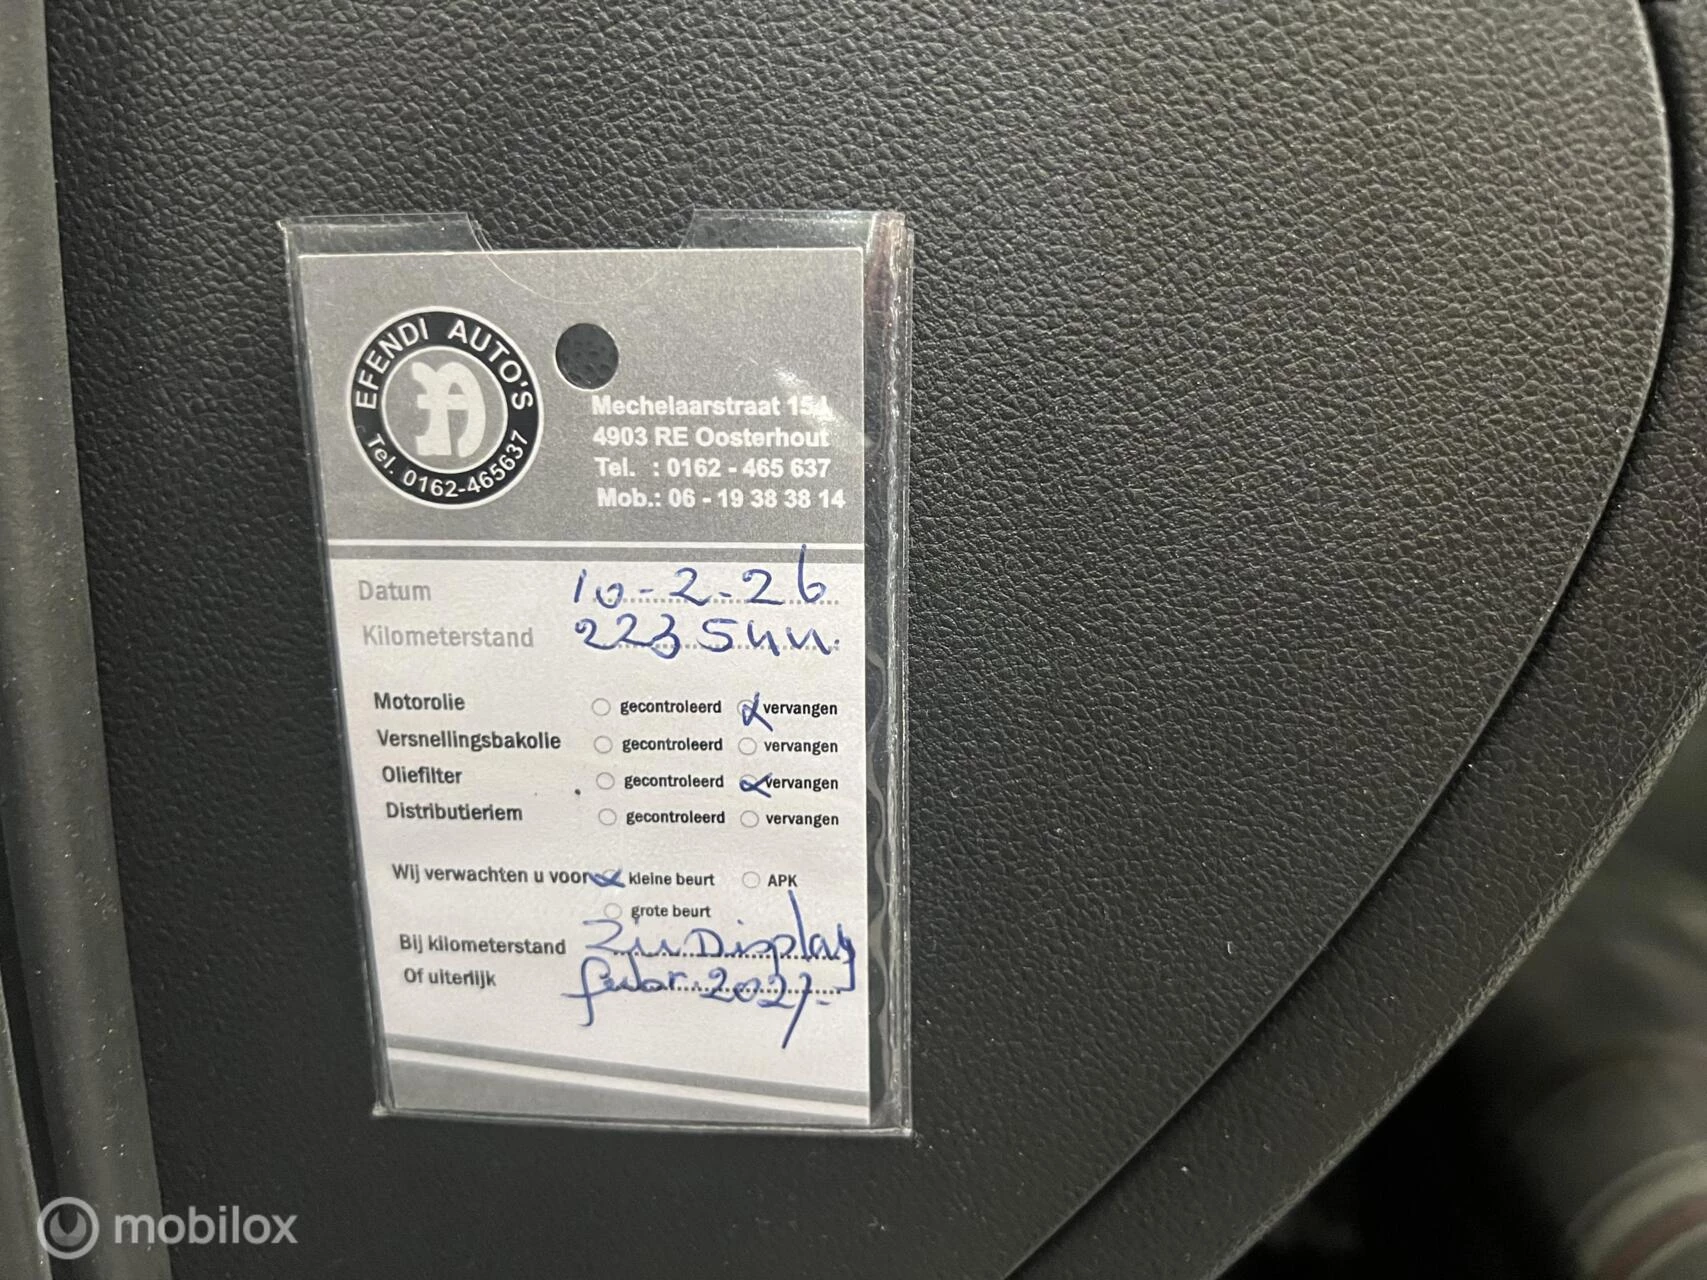 EFENDI AUTO'S
Tel. 0162-465637
Mechelaarstraat
4903 RE Oosterhout
Tel. : 0162 - 465 637
Mob.: 06 - 19 38 38 14
Datum 10-2-26
Kilometerstand
Motorolie gecontroleerd vervangen
Versnellingsbakolie gecontroleerd vervangen
Oliefilter gecontroleerd vervangen
Distributieriem gecontroleerd vervangen
Wij verwachten u voor kleine beurt APK
grote beurt
Bij kilometerstand Zie Display
Of uiterlijk febr. 2027.-
mobilox